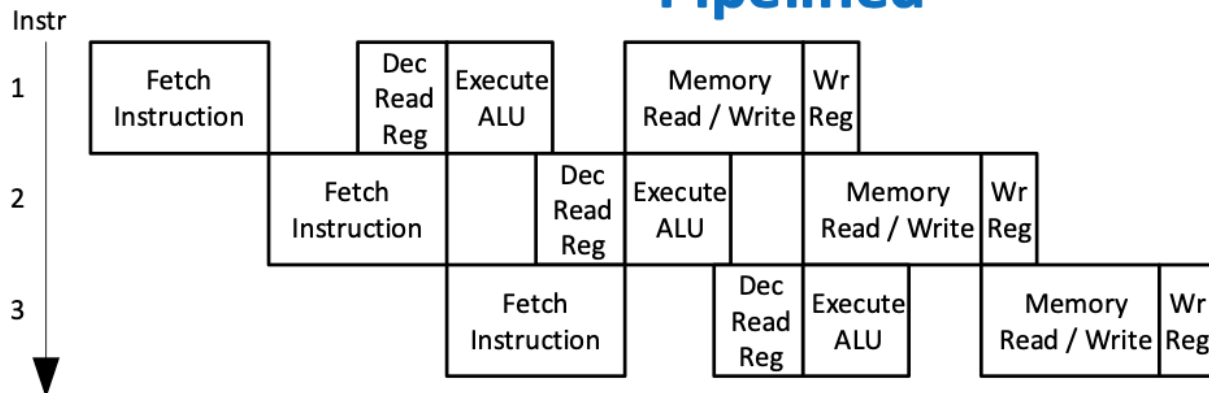 Pipelined
Instr
1
Fetch
Instruction
Dec
Read
Reg
Execute
ALU
Memory
Read / Write
Wr
Reg
2
Fetch
Instruction
Dec
Read
Reg
Execute
ALU
Memory
Read / Write
Wr
Reg
3
Fetch
Instruction
Dec
Read
Reg
Execute
ALU
Memory
Read / Write
Wr
Reg